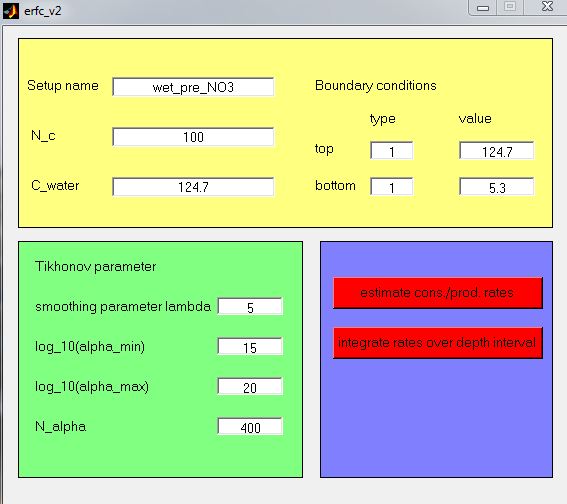 erfc_v2
Setup name wet_pre_NO3 Boundary conditions
type value
N_c 100
top 1 124.7
C_water 124.7 bottom 1 5.3
Tikhonov parameter
smoothing parameter lambda 5
log_10(alpha_min) 15
log_10(alpha_max) 20
N_alpha 400
estimate cons./prod. rates
integrate rates over depth interval